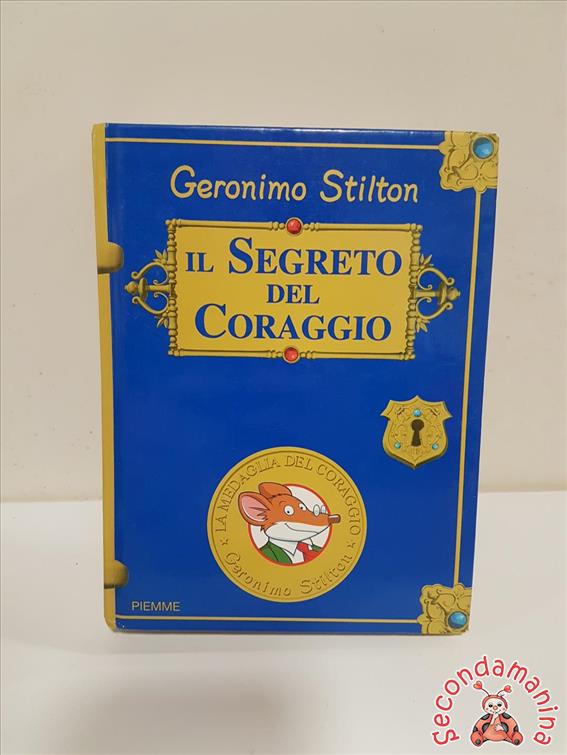 Geronimo Stilton
IL SEGRETO
DEL
CORAGGIO
★ LA MEDAGLIA DEL CORAGGIO ★
Geronimo Stilton
PIEMME
Secondamanina